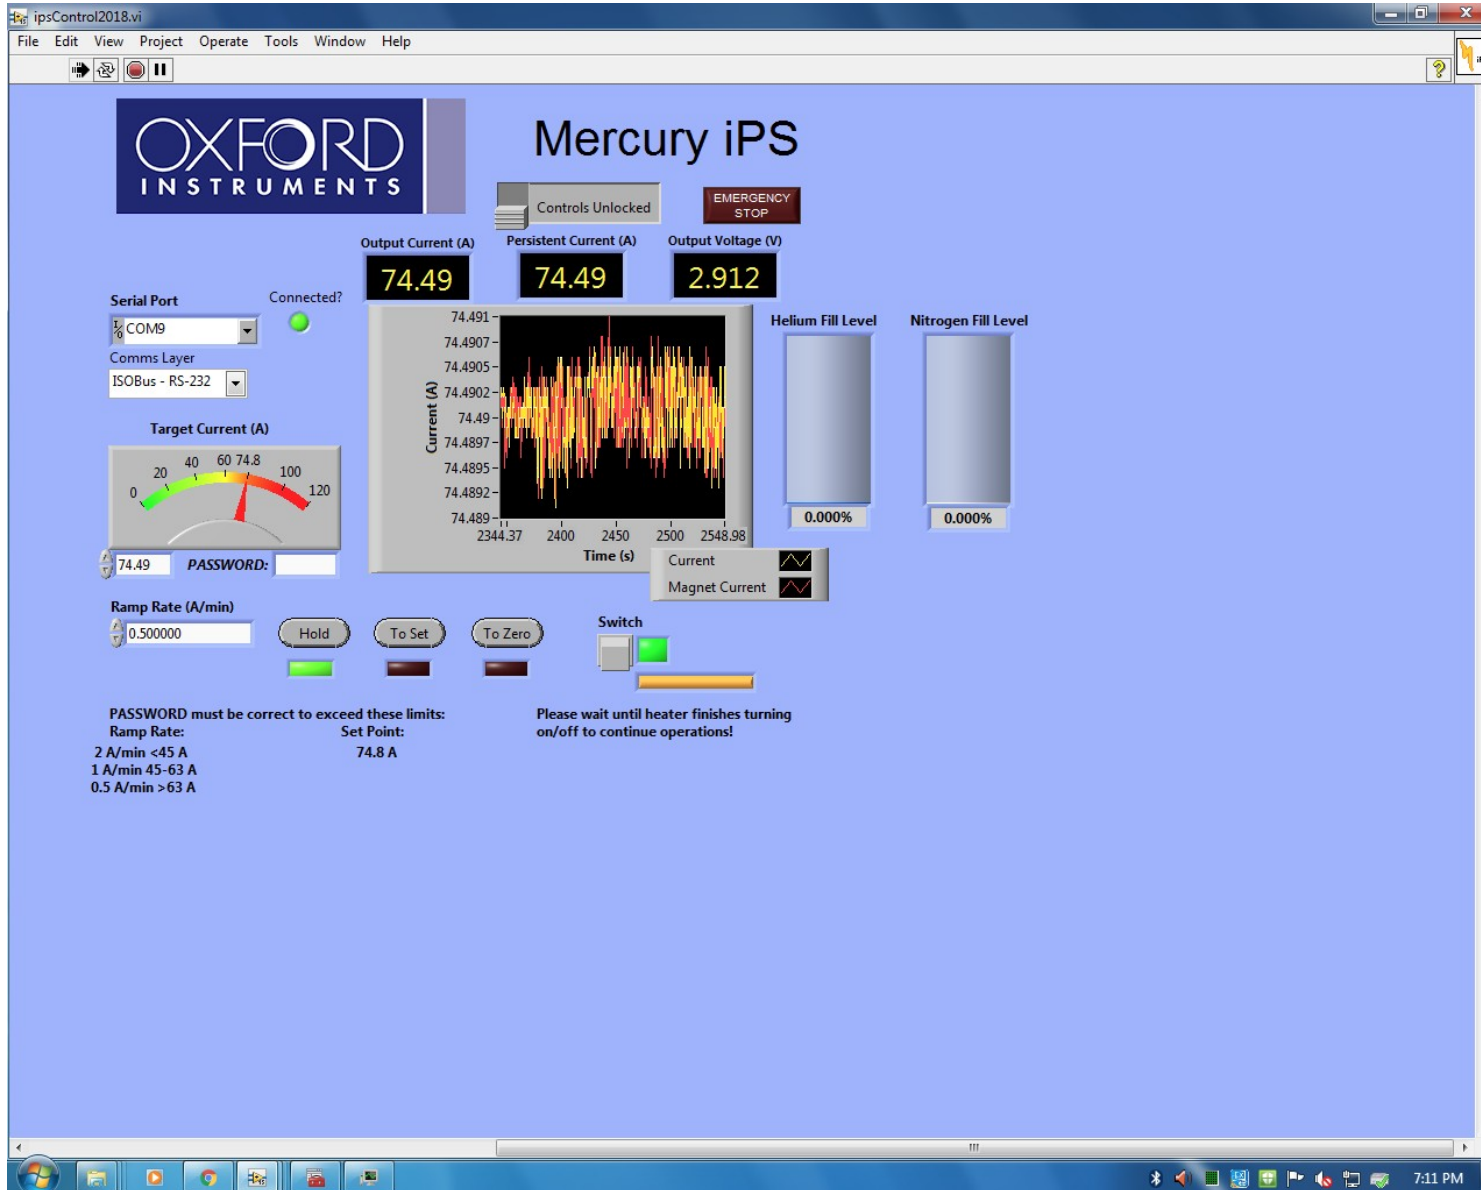 ipsControl2018.vi
File Edit View Project Operate Tools Window Help
OXFORD
INSTRUMENTS
Mercury iPS
Controls Unlocked
EMERGENCY
STOP
Output Current (A) Persistent Current (A) Output Voltage (V)
74.49 74.49 2.912
Serial Port Connected?
COM9
Comms Layer
ISOBus - RS-232
Target Current (A)
0 20 40 60 74.8 100 120
74.49 PASSWORD:
Current (A)
74.491
74.4907
74.4905
74.4902
74.49
74.4897
74.4895
74.4892
74.489
2344.37 2400 2450 2500 2548.98
Time (s)
Current
Magnet Current
Helium Fill Level Nitrogen Fill Level
0.000% 0.000%
Ramp Rate (A/min)
0.500000
Hold To Set To Zero
Switch
PASSWORD must be correct to exceed these limits:
Ramp Rate: Set Point:
2 A/min <45 A 74.8 A
1 A/min 45-63 A
0.5 A/min >63 A
Please wait until heater finishes turning
on/off to continue operations!
7:11 PM